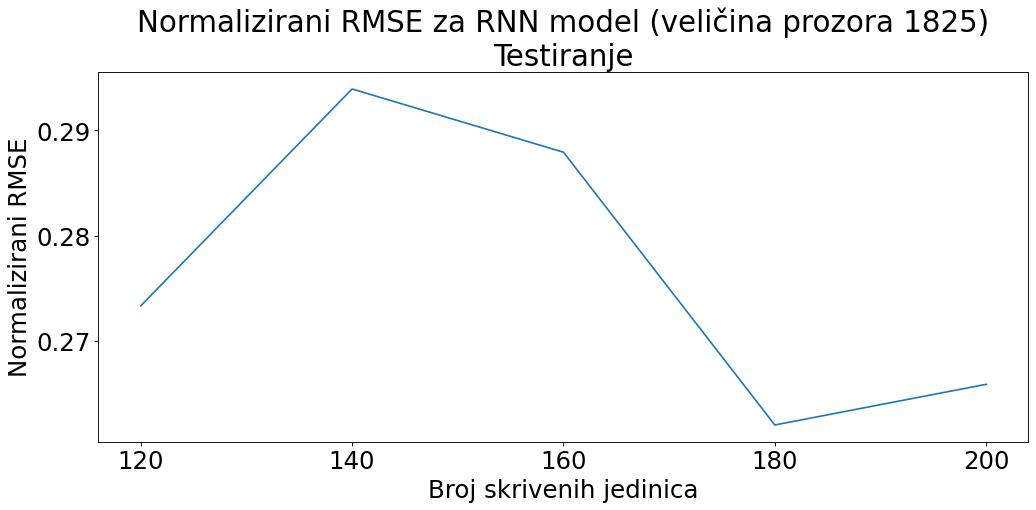 Normalizirani RMSE za RNN model (veličina prozora 1825)
Testiranje
Normalizirani RMSE
0.29
0.28
0.27
120 140 160 180 200
Broj skrivenih jedinica